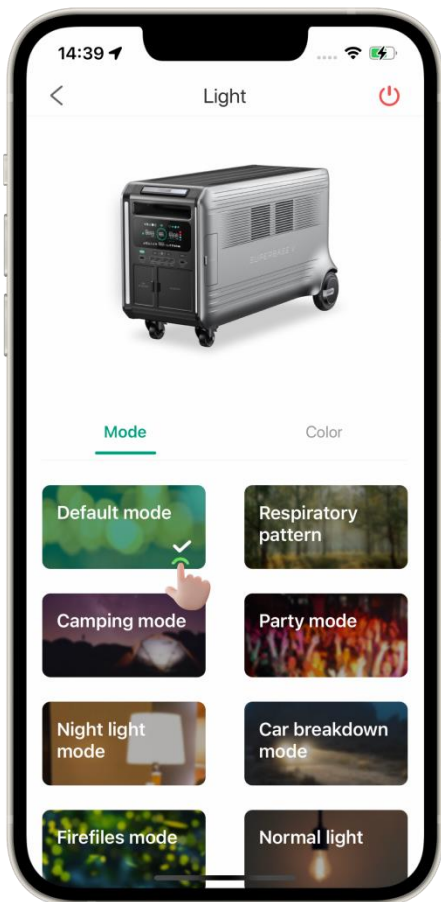 14:39
Light
SUPERBASE V
Mode
Color
Default mode
Respiratory
pattern
Camping mode
Party mode
Night light
mode
Car breakdown
mode
Firefiles mode
Normal light